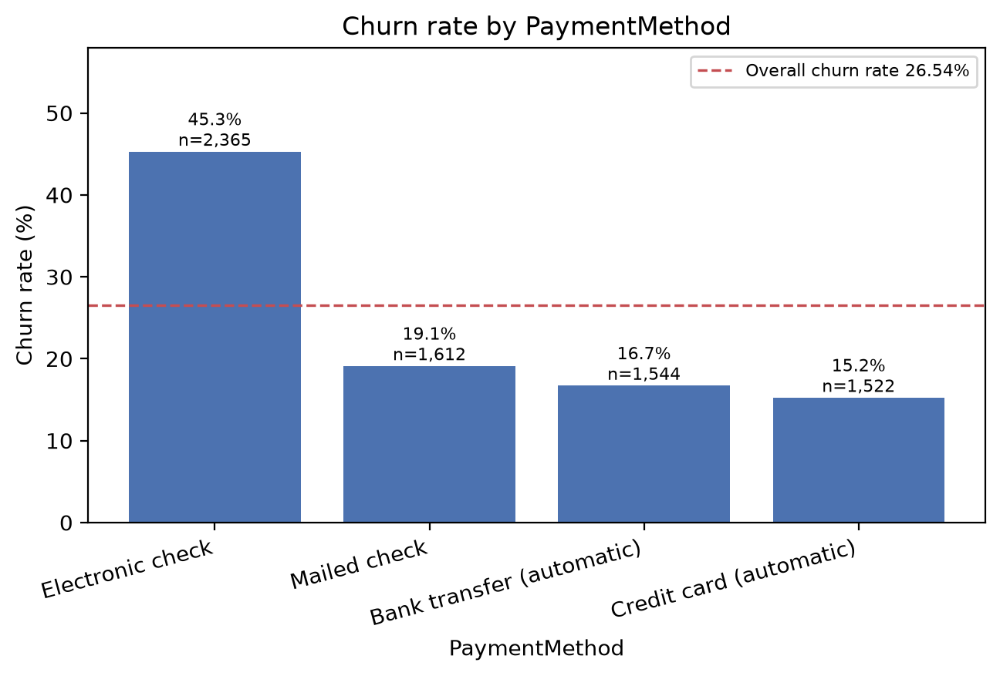 Churn rate by PaymentMethod
Overall churn rate 26.54%
Churn rate (%)
50
40
30
20
10
0
45.3%
n=2,365
19.1%
n=1,612
16.7%
n=1,544
15.2%
n=1,522
Electronic check
Mailed check
Bank transfer (automatic)
Credit card (automatic)
PaymentMethod